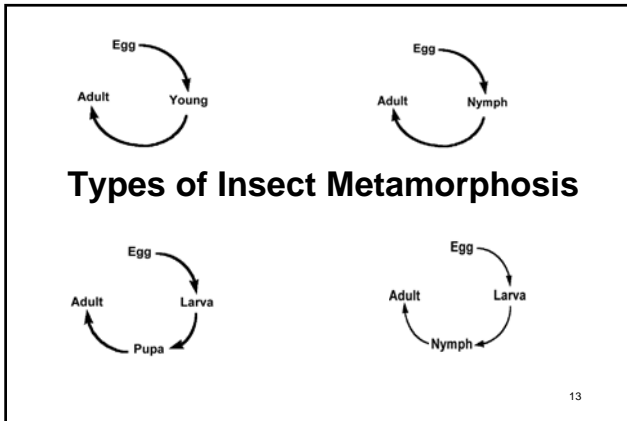 Egg
Adult Young
Egg
Adult Nymph
Types of Insect Metamorphosis
Egg
Adult Larva
Pupa
Egg
Adult Larva
Nymph
13